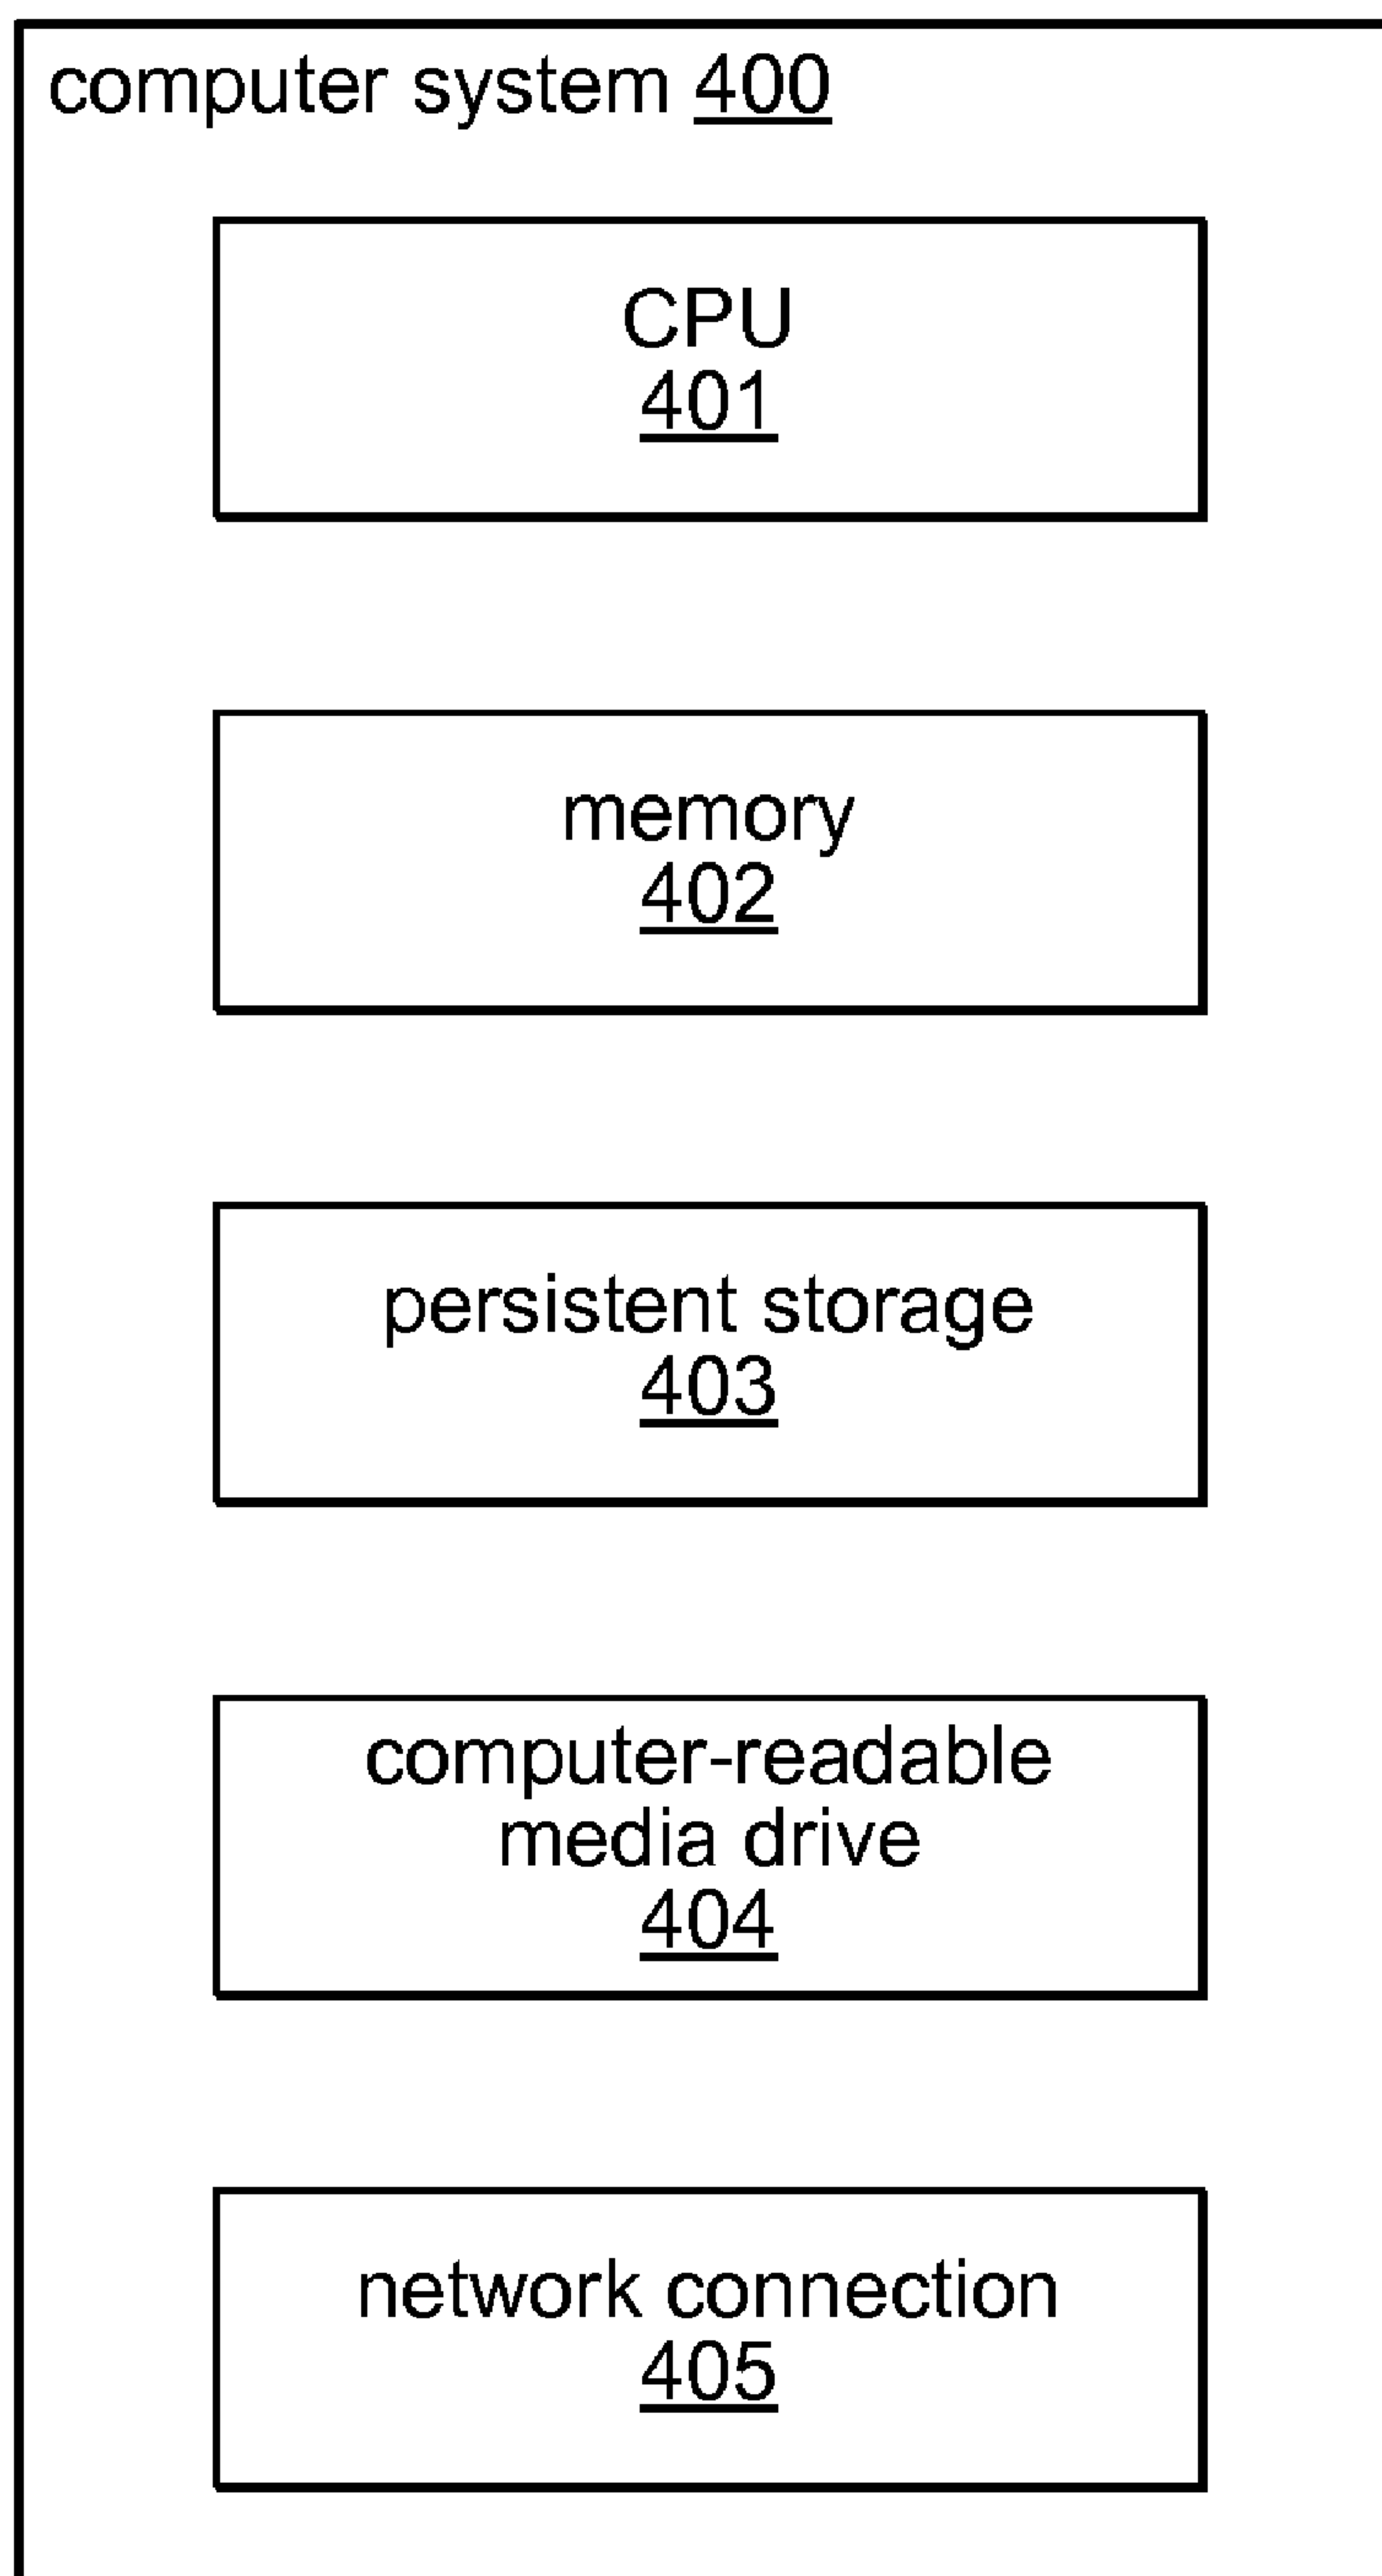 computer system 400
CPU
401
memory
402
persistent storage
403
computer-readable
media drive
404
network connection
405